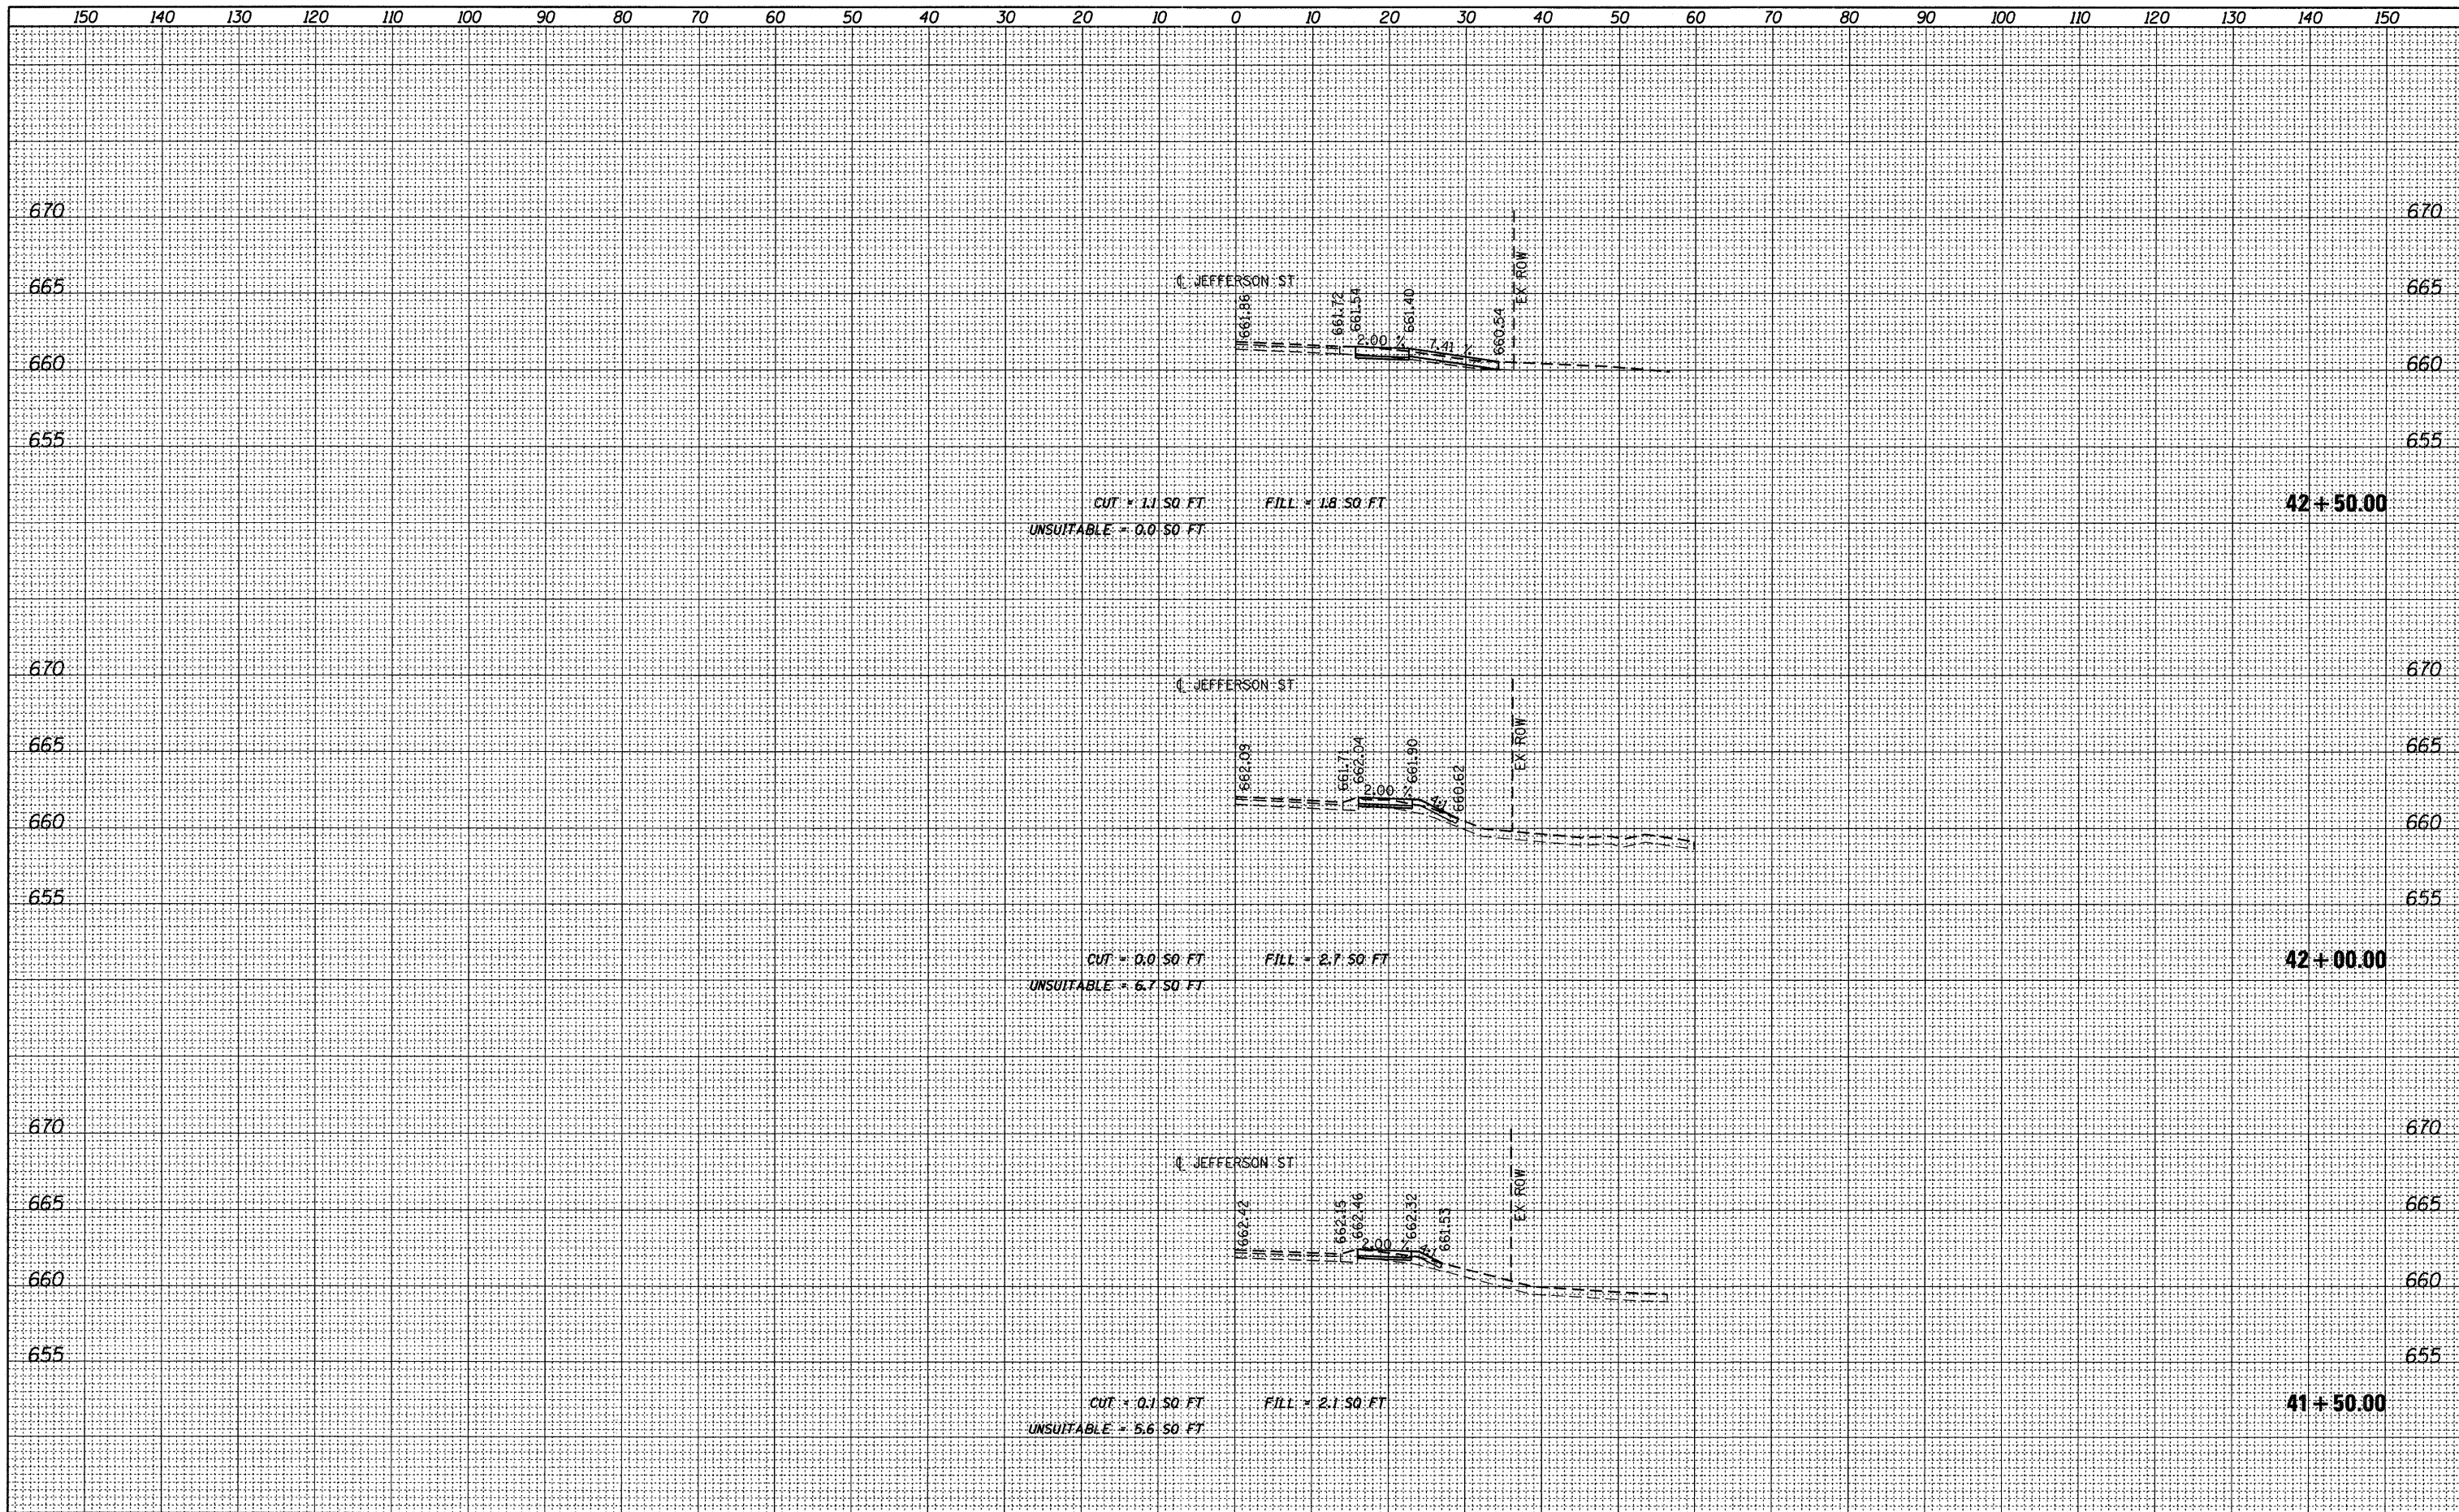 150 140 130 120 110 100 90 80 70 60 50 40 30 20 10 0 10 20 30 40 50 60 70 80 90 100 110 120 130 140 150
670 670
EX ROW
665 ℄ JEFFERSON ST 665
661.86 661.72 661.54 661.40 660.54
2.00 % 7.41 %
660 660
655 655
CUT = 1.1 SQ FT FILL = 1.8 SQ FT 42+50.00
UNSUITABLE = 0.0 SQ FT
670 670
℄ JEFFERSON ST
EX ROW
665 665
662.09 661.71 662.04 661.90 660.62
2.00 % 4:1
660 660
655 655
CUT = 0.0 SQ FT FILL = 2.7 SQ FT 42+00.00
UNSUITABLE = 6.7 SQ FT
670 670
℄ JEFFERSON ST
EX ROW
665 665
662.42 662.15 662.46 662.32 661.53
2.00 % 4:1
660 660
655 655
CUT = 0.1 SQ FT FILL = 2.1 SQ FT 41+50.00
UNSUITABLE = 5.6 SQ FT